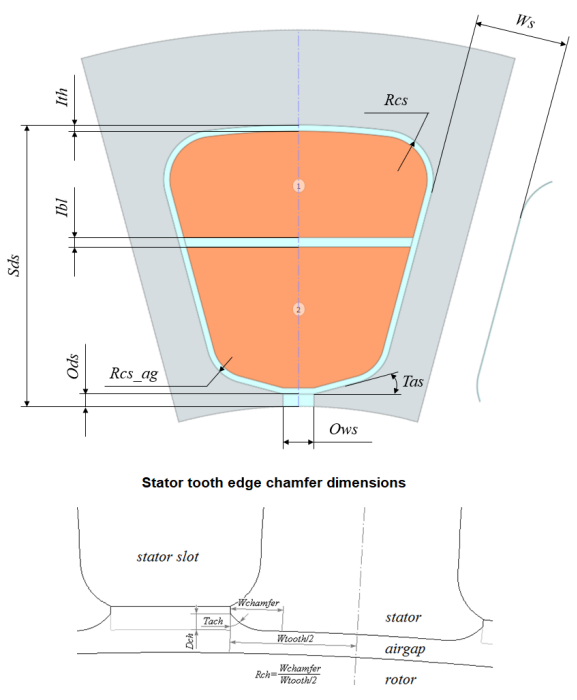 Ws
Ith
Rcs
1
Ibl
Sds
2
Ods
Rcs_ag
Tas
Ows
Stator tooth edge chamfer dimensions
stator slot
Wchamfer
Tach
stator
Dch
Wtooth/2
airgap
Rch=Wchamfer
Wtooth/2
rotor